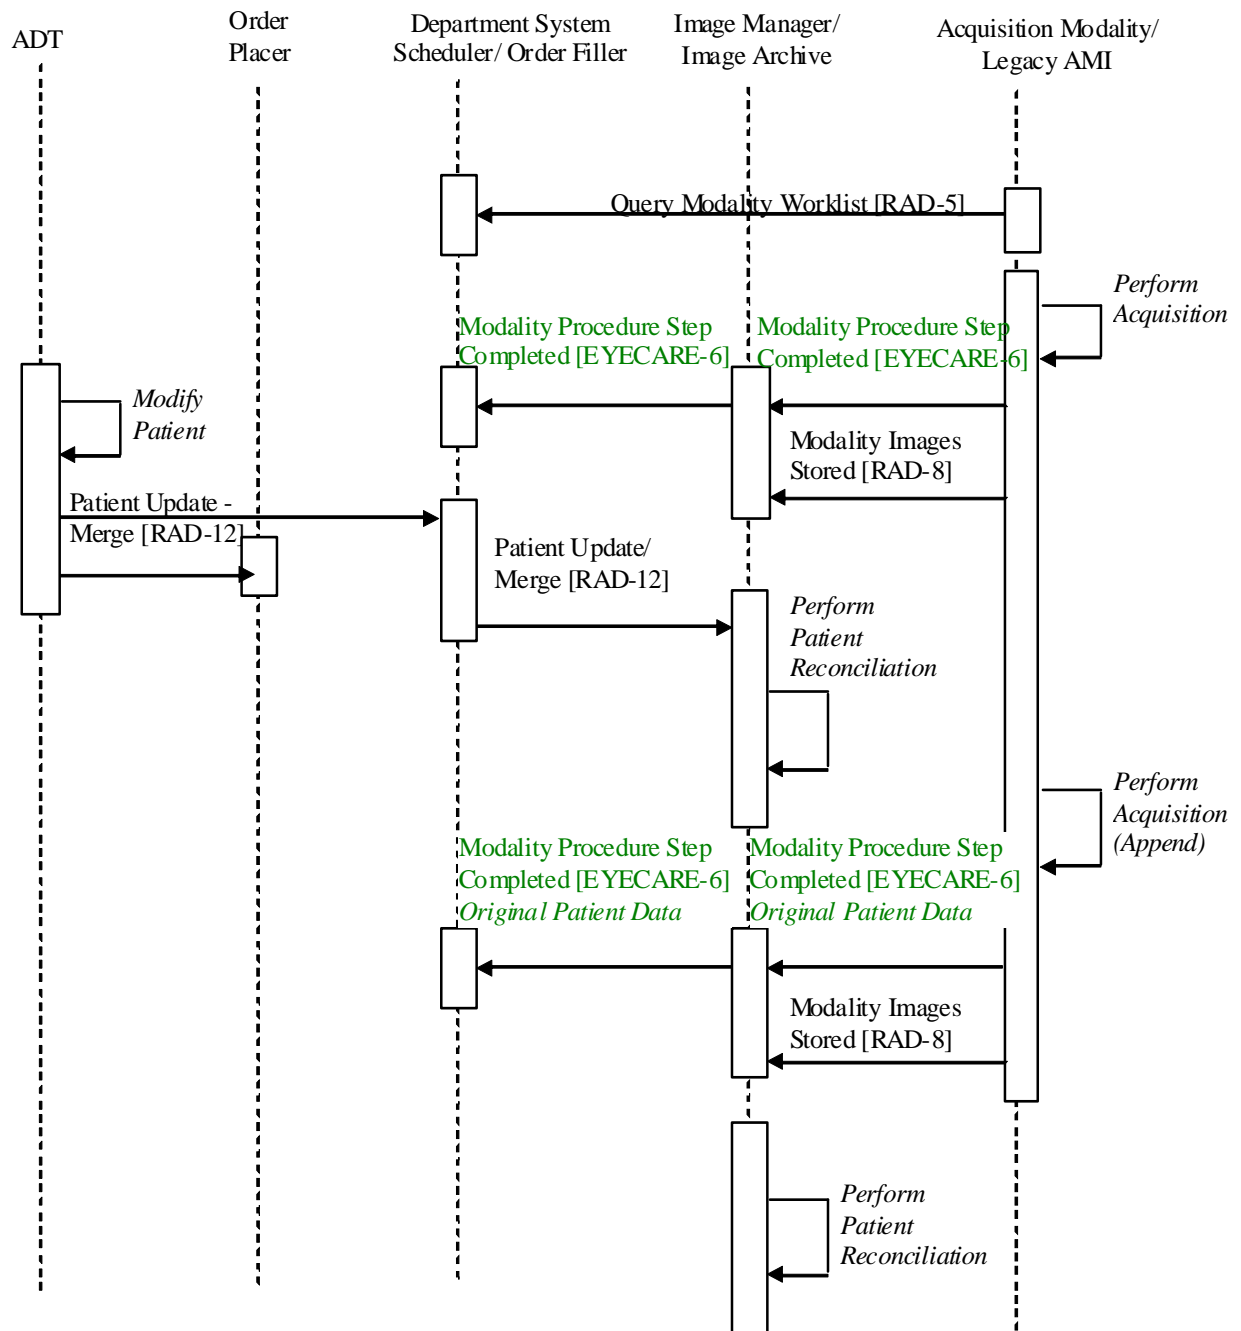 ADT
Order
Placer
Department System
Scheduler/ Order Filler
Image Manager/
Image Archive
Acquisition Modality/
Legacy AMI
Query Modality Worklist [RAD-5]
Perform
Acquisition
Modality Procedure Step
Completed [EYECARE-6]
Modality Procedure Step
Completed [EYECARE-6]
Modify
Patient
Modality Images
Stored [RAD-8]
Patient Update -
Merge [RAD-12]
Patient Update/
Merge [RAD-12]
Perform
Patient
Reconciliation
Perform
Acquisition
(Append)
Modality Procedure Step
Completed [EYECARE-6]
Original Patient Data
Modality Procedure Step
Completed [EYECARE-6]
Original Patient Data
Modality Images
Stored [RAD-8]
Perform
Patient
Reconciliation